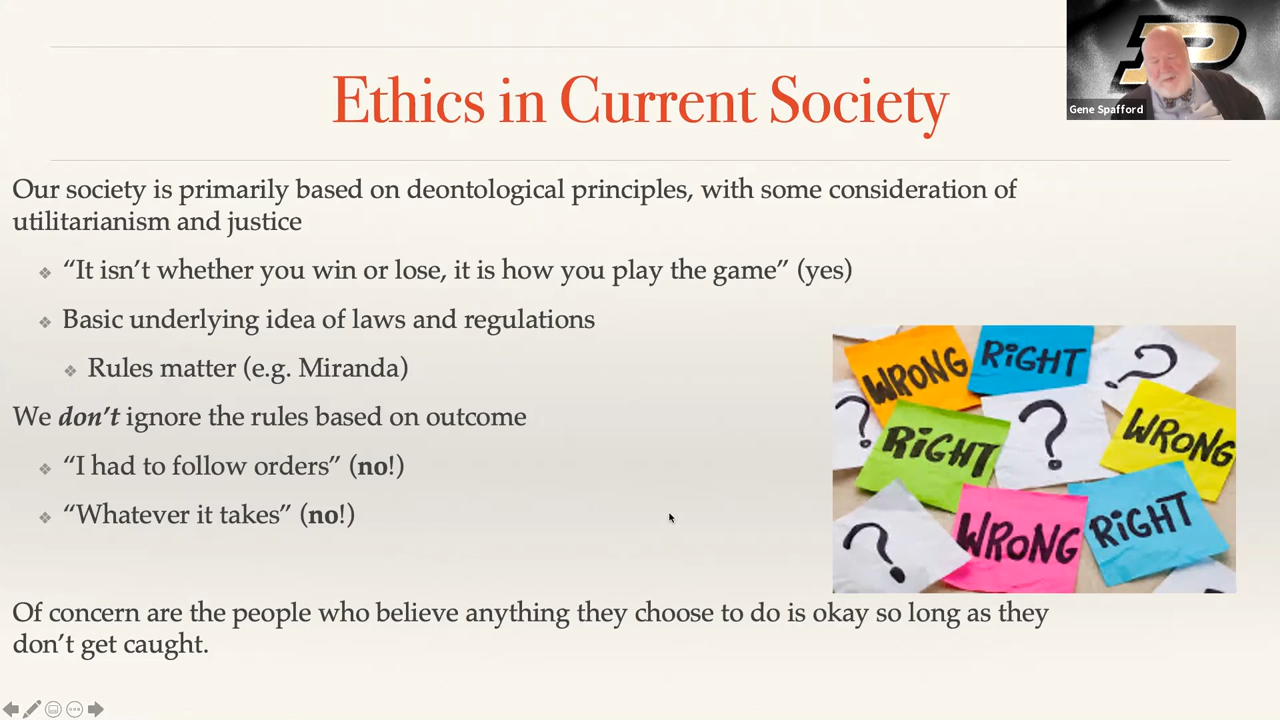 Ethics in Current Society
Gene Spafford
Our society is primarily based on deontological principles, with some consideration of
utilitarianism and justice
“It isn’t whether you win or lose, it is how you play the game” (yes)
Basic underlying idea of laws and regulations
Rules matter (e.g. Miranda)
We don’t ignore the rules based on outcome
“I had to follow orders” (no!)
“Whatever it takes” (no!)
WRONG
RiGHT
?
?
RiGHT
?
WRONG
?
WRONG
RiGHT
Of concern are the people who believe anything they choose to do is okay so long as they
don’t get caught.